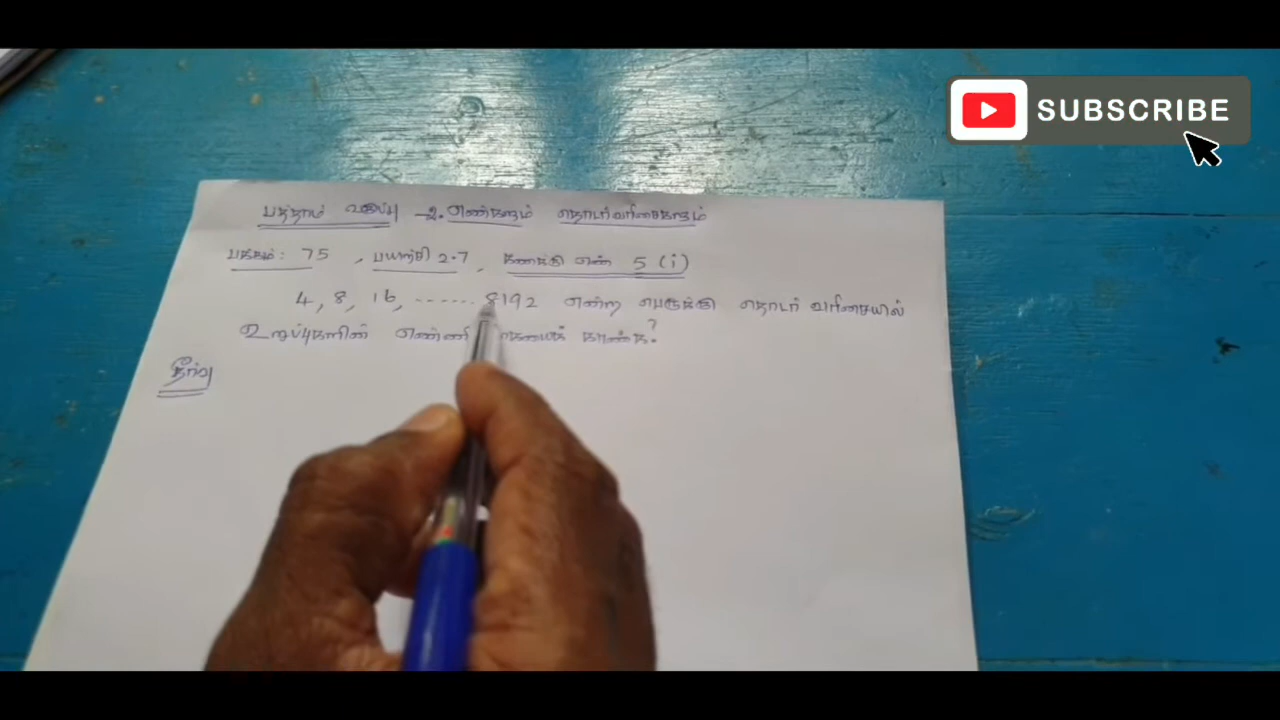 SUBSCRIBE
பத்தாம் வகுப்பு - 2. எண்களும் தொடர்வரிசைகளும்
பக்கம் : 75 , பயிற்சி 2.7 , கணக்கு எண் 5 (i)
4, 8, 16, ...... 8192 என்ற பெருக்கு தொடர் வரிசையில்
உறுப்புகளின் காண்க?
தீர்வு